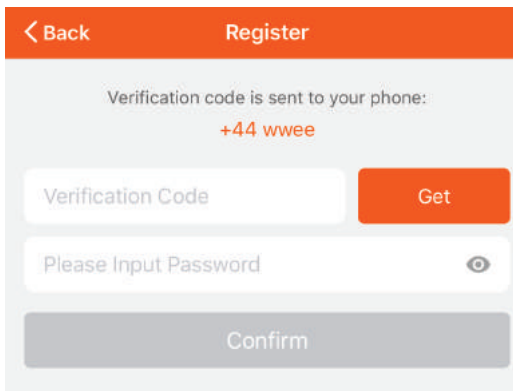 Back
Register
Verification code is sent to your phone:
+44 wwee
Verification Code
Get
Please Input Password
Confirm